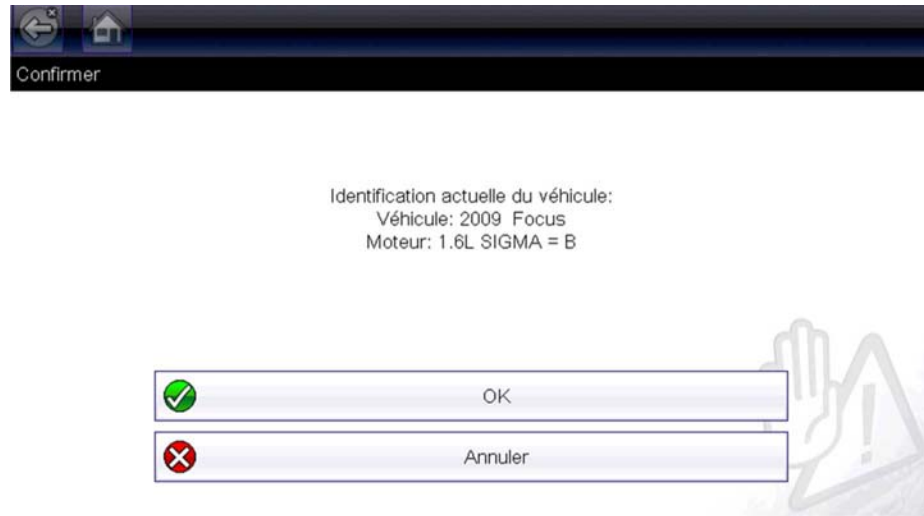 Confirmer
Identification actuelle du véhicule:
Véhicule: 2009 Focus
Moteur: 1.6L SIGMA = B
OK
Annuler